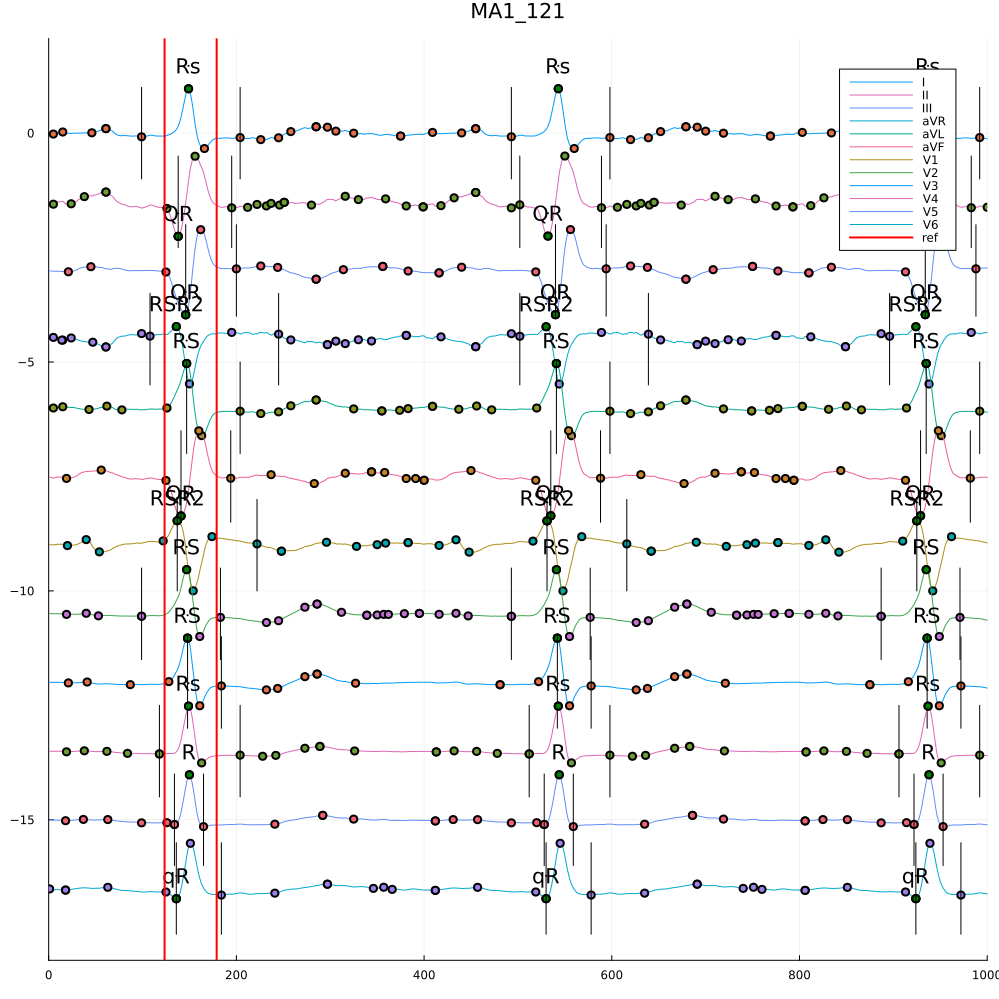 MA1_121
Rs Rs Rs
I
II
III
aVR
aVL
aVF
V1
V2
V3
V4
V5
V6
ref
0
QR QR
QR QR QR
RSR2 RSR2 RSR2
RS RS RS
−5
QR QR QR
RSR2 RSR2 RSR2
RS RS RS
−10
RS RS RS
Rs Rs Rs
R R R
−15
qR qR qR
0 200 400 600 800 1000